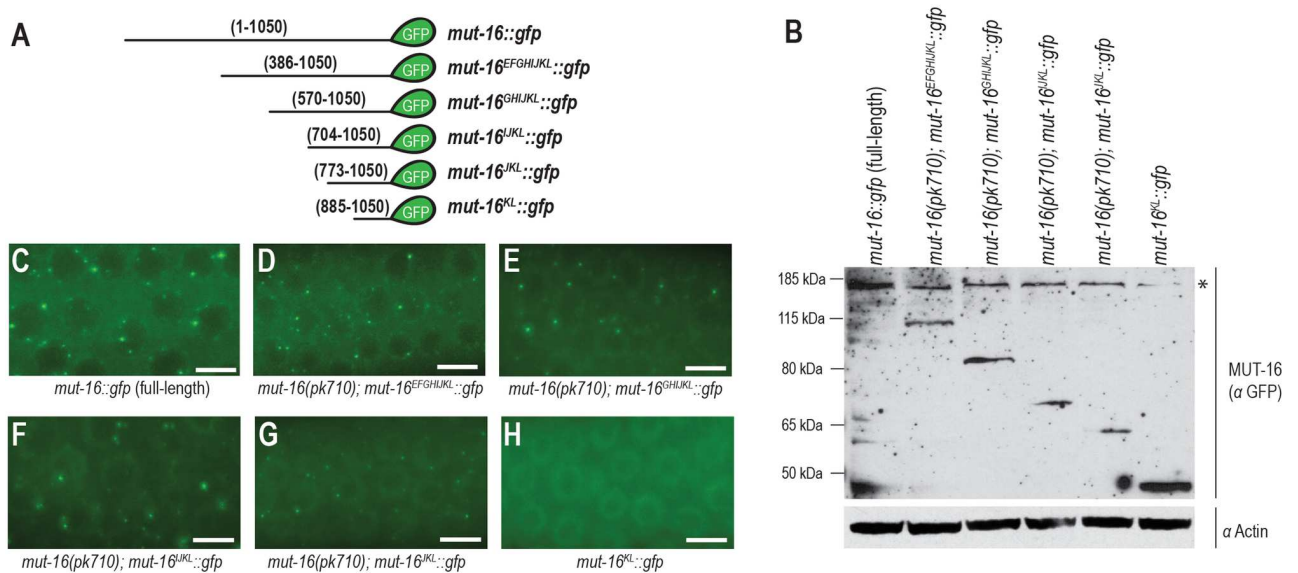 A
(1-1050)
GFP
mut-16::gfp
(386-1050)
GFP
mut-16EFGHIJKL::gfp
(570-1050)
GFP
mut-16GHIJKL::gfp
(704-1050)
GFP
mut-16IJKL::gfp
(773-1050)
GFP
mut-16JKL::gfp
(885-1050)
GFP
mut-16KL::gfp
B
mut-16::gfp (full-length)
mut-16(pk710); mut-16EFGHIJKL::gfp
mut-16(pk710); mut-16GHIJKL::gfp
mut-16(pk710); mut-16IJKL::gfp
mut-16(pk710); mut-16JKL::gfp
mut-16KL::gfp
185 kDa
*
115 kDa
80 kDa
65 kDa
50 kDa
MUT-16
(α GFP)
α Actin
C
mut-16::gfp (full-length)
D
mut-16(pk710); mut-16EFGHIJKL::gfp
E
mut-16(pk710); mut-16GHIJKL::gfp
F
mut-16(pk710); mut-16IJKL::gfp
G
mut-16(pk710); mut-16JKL::gfp
H
mut-16KL::gfp